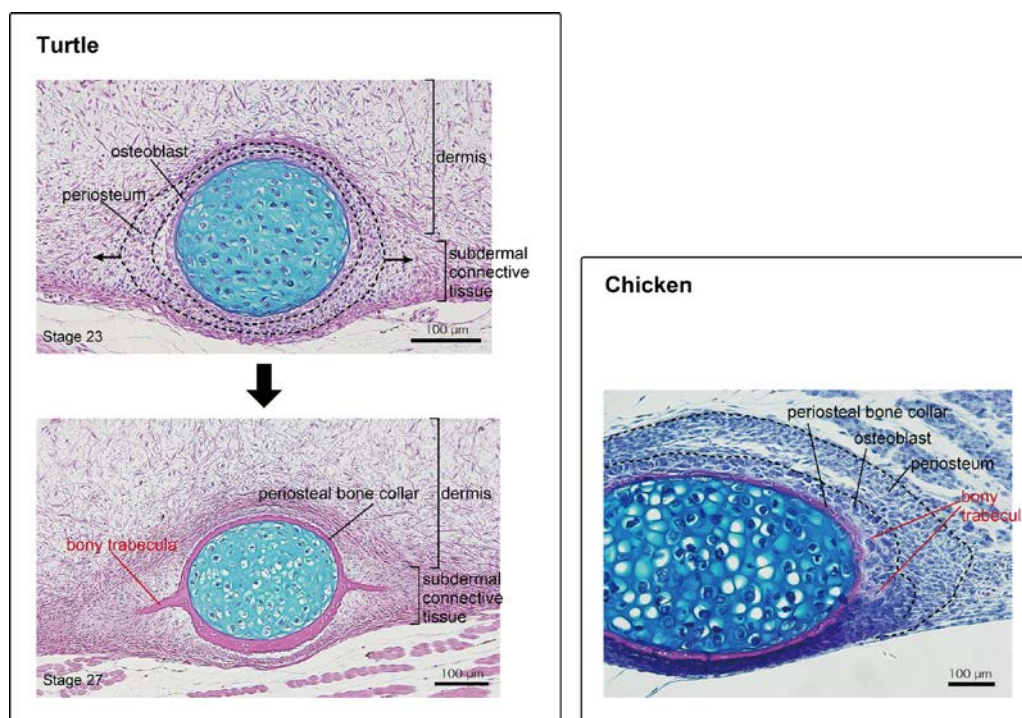 Turtle
osteoblast
periosteum
dermis
subdermal
connective
tissue
Stage 23
100 µm
periosteal bone collar
dermis
bony trabecula
subdermal
connective
tissue
Stage 27
100 µm
Chicken
periosteal bone collar
osteoblast
periosteum
bony
trabecul
100 µm